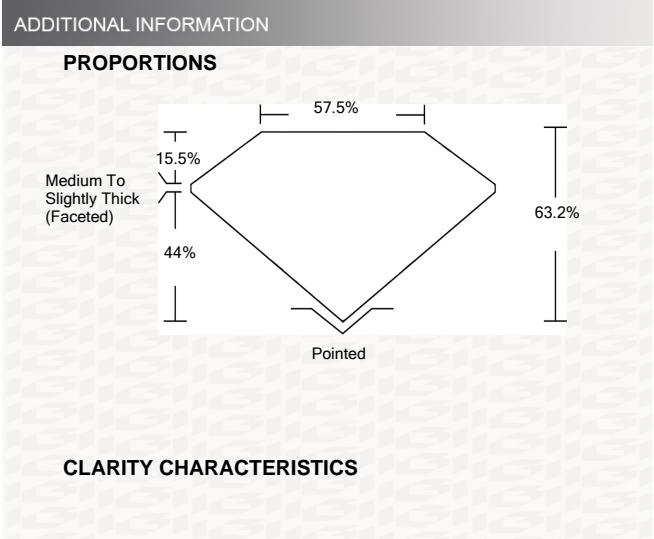 ADDITIONAL INFORMATION
PROPORTIONS
57.5%
15.5%
Medium To
Slightly Thick
(Faceted)
63.2%
44%
Pointed
CLARITY CHARACTERISTICS